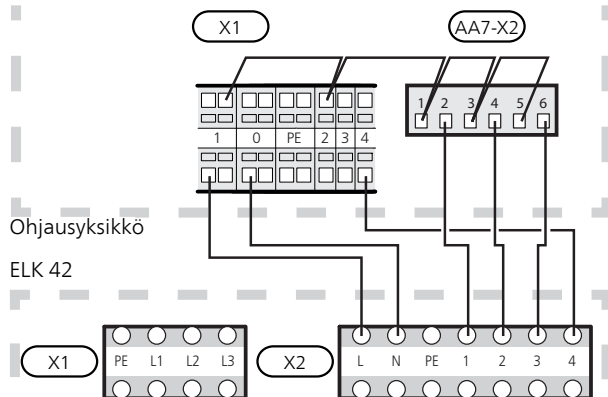 X1 AA7-X2
1 2 3 4 5 6
1 0 PE 2 3 4
Ohjausyksikkö
ELK 42
X1 PE L1 L2 L3 X2 L N PE 1 2 3 4